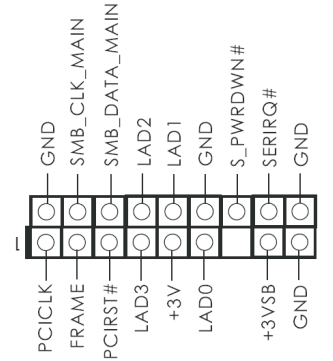 GND
SMB_CLK_MAIN
SMB_DATA_MAIN
LAD2
LAD1
GND
S_PWRDWN#
SERIRQ#
GND
1
PCICLK
FRAME
PCIRST#
LAD3
+3V
LAD0
+3VSB
GND